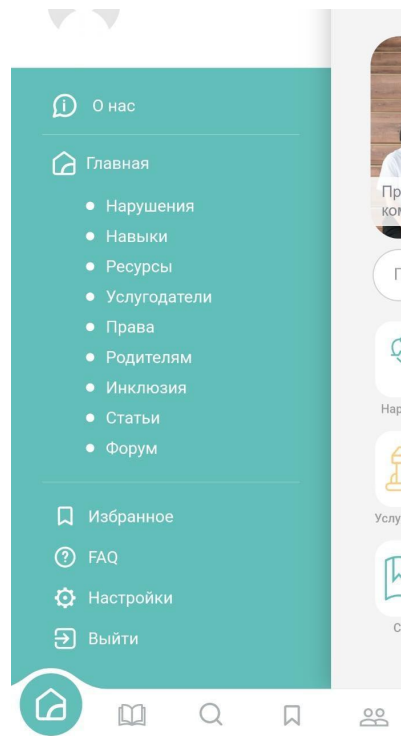 О нас
Главная
Нарушения
Навыки
Ресурсы
Услугодатели
Права
Родителям
Инклюзия
Статьи
Форум
Избранное
FAQ
Настройки
Выйти